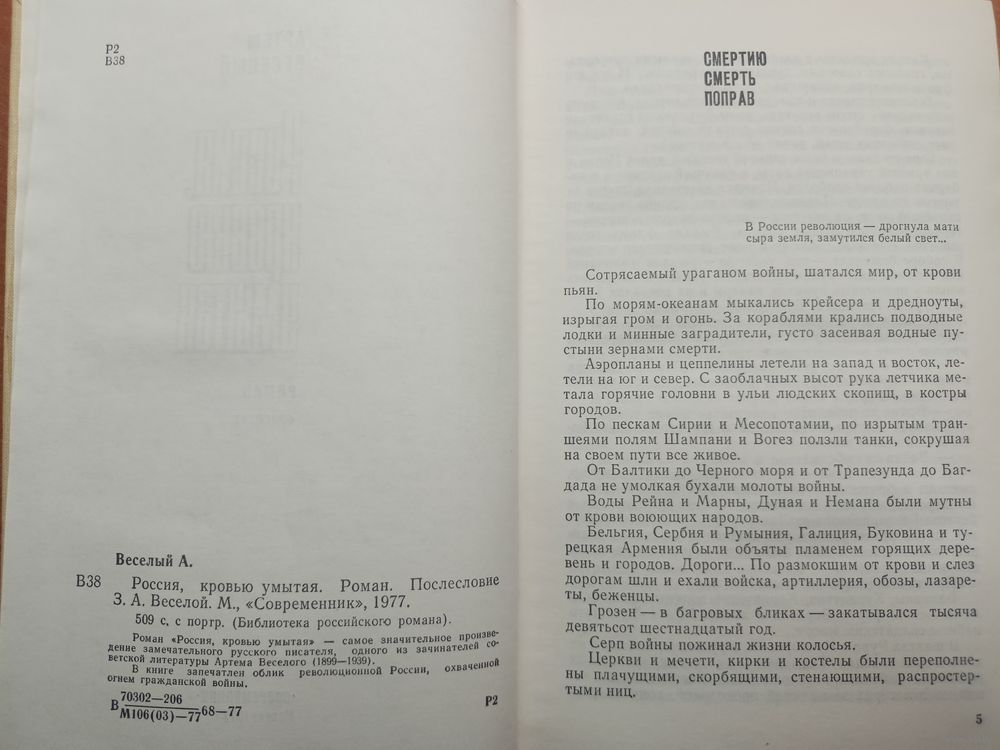 Р2
В38
Веселый А.
В38 Россия, кровью умытая. Роман. Послесловие
З. А. Веселой. М., «Современник», 1977.
509 с, с портр. (Библиотека российского романа).
Роман «Россия, кровью умытая» — самое значительное произве-
дение замечательного русского писателя, одного из зачинателей со-
ветской литературы Артема Веселого (1899—1939).
В книге запечатлен облик революционной России, охваченной
огнем гражданской войны.
В 70302—206
М106(03)—77 68—77
Р2
СМЕРТИЮ
СМЕРТЬ
ПОПРАВ
В России революция — дрогнула мати
сыра земля, замутился белый свет...
Сотрясаемый ураганом войны, шатался мир, от крови
пьян.
По морям-океанам мыкались крейсера и дредноуты,
изрыгая гром и огонь. За кораблями крались подводные
лодки и минные заградители, густо засеивая водные пу-
стыни зернами смерти.
Аэропланы и цеппелины летели на запад и восток, ле-
тели на юг и север. С заоблачных высот рука летчика ме-
тала горячие головни в ульи людских скопищ, в костры
городов.
По пескам Сирии и Месопотамии, по изрытым тран-
шеями полям Шампани и Вогез ползли танки, сокрушая
на своем пути все живое.
От Балтики до Черного моря и от Трапезунда до Баг-
дада не умолкая бухали молоты войны.
Воды Рейна и Марны, Дуная и Немана были мутны
от крови воюющих народов.
Бельгия, Сербия и Румыния, Галиция, Буковина и ту-
рецкая Армения были объяты пламенем горящих дере-
вень и городов. Дороги... По размокшим от крови и слез
дорогам шли и ехали войска, артиллерия, обозы, лазаре-
ты, беженцы.
Грозен — в багровых бликах — закатывался тысяча
девятьсот шестнадцатый год.
Серп войны пожинал жизни колосья.
Церкви и мечети, кирки и костелы были переполне-
ны плачущими, скорбящими, стенающими, распростер-
тыми ниц.
5